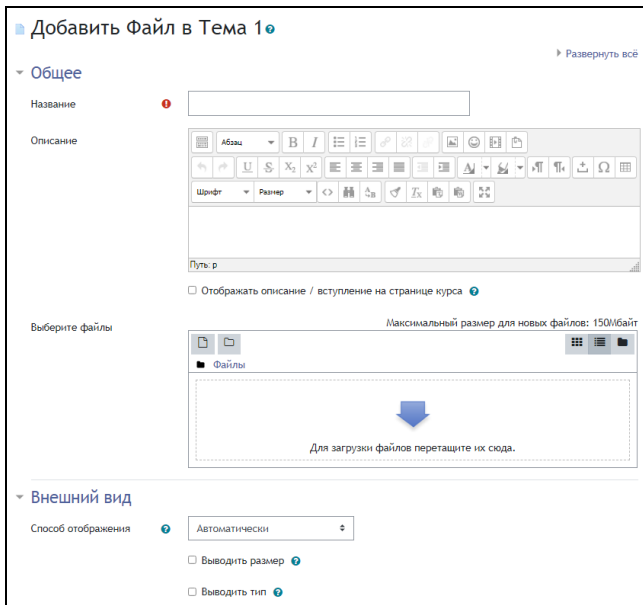 Добавить Файл в Тема 1
Развернуть всё
Общее
Название
Описание
Абзац B I
U S X₂ X² Ω
Шрифт Размер
Путь: p
Отображать описание / вступление на странице курса
Выберите файлы
Максимальный размер для новых файлов: 150Мбайт
Файлы
Для загрузки файлов перетащите их сюда.
Внешний вид
Способ отображения
Автоматически
Выводить размер
Выводить тип